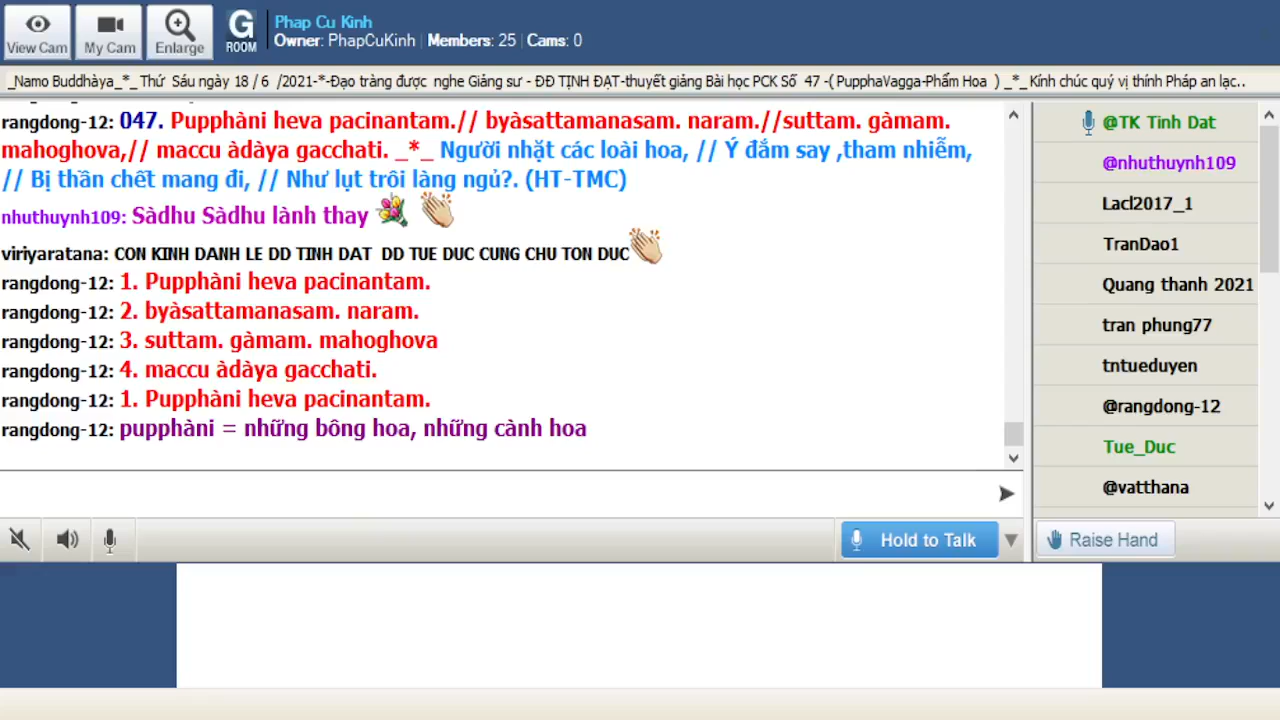 View Cam
My Cam
Enlarge
G
ROOM
Phap Cu Kinh
Owner: PhapCuKinh | Members: 25 | Cams: 0
_Namo Buddhàya_*_Thứ Sáu ngày 18 / 6 /2021-*-Đạo tràng được nghe Giảng sư - ĐĐ TỊNH ĐẠT-thuyết giảng Bài học PCK Số 47 -( PupphaVagga-Phẩm Hoa ) _*_Kính chúc quý vị thính Pháp an lạc..
rangdong-12: 047. Pupphàni heva pacinantam.// byàsattamanasam. naram.//suttam. gàmam.
mahoghova,// maccu àdàya gacchati. _*_ Người nhặt các loài hoa, // Ý đắm say ,tham nhiễm,
// Bị thần chết mang đi, // Như lụt trôi làng ngủ?. (HT-TMC)
nhuthuynh109: Sàdhu Sàdhu lành thay
viriyaratana: CON KINH DANH LE DD TINH DAT DD TUE DUC CUNG CHU TON DUC
rangdong-12: 1. Pupphàni heva pacinantam.
rangdong-12: 2. byàsattamanasam. naram.
rangdong-12: 3. suttam. gàmam. mahoghova
rangdong-12: 4. maccu àdàya gacchati.
rangdong-12: 1. Pupphàni heva pacinantam.
rangdong-12: pupphàni = những bông hoa, những cành hoa
@TK Tinh Dat
@nhuthuynh109
Lacl2017_1
TranDao1
Quang thanh 2021
tran phung77
tntueduyen
@rangdong-12
Tue_Duc
@vatthana
Hold to Talk
Raise Hand